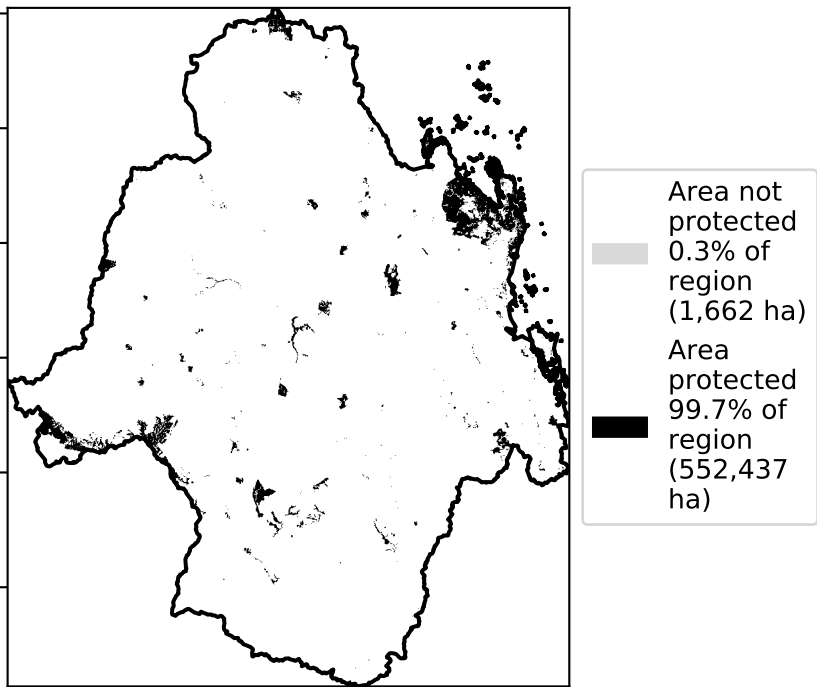 Area not
protected
0.3% of
region
(1,662 ha)
Area
protected
99.7% of
region
(552,437
ha)